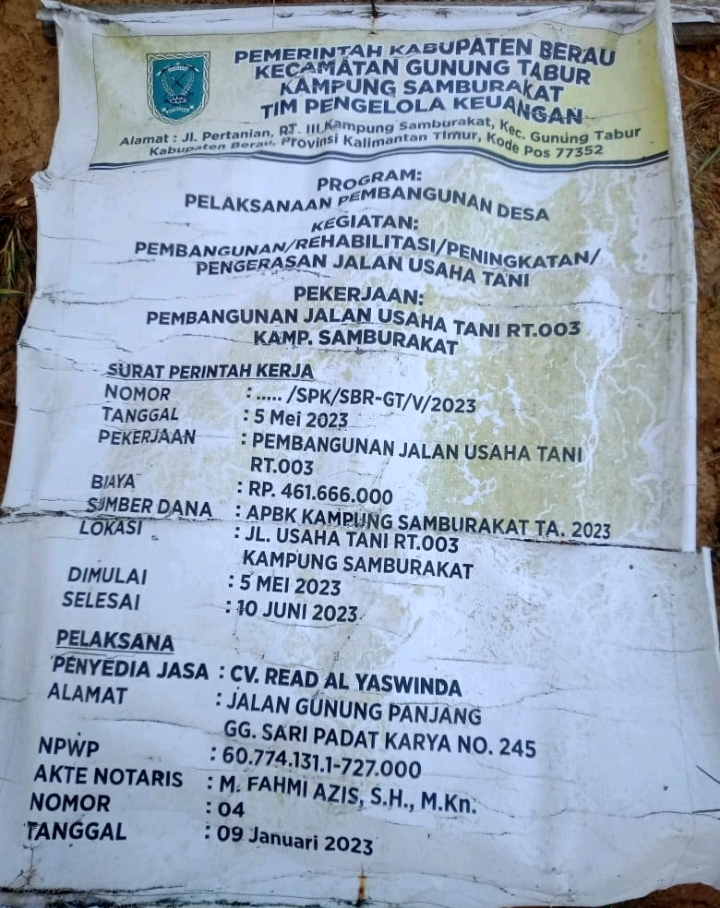 PEMERINTAH KABUPATEN BERAU
KECAMATAN GUNUNG TABUR
KAMPUNG SAMBURAKAT
TIM PENGELOLA KEUANGAN
Alamat : Jl. Pertanian, RT. III Kampung Samburakat, Kec. Gunung Tabur
Kabupaten Berau, Provinsi Kalimantan Timur, Kode Pos 77352
PROGRAM:
PELAKSANAAN PEMBANGUNAN DESA
KEGIATAN:
PEMBANGUNAN/REHABILITASI/PENINGKATAN/
PENGERASAN JALAN USAHA TANI
PEKERJAAN:
PEMBANGUNAN JALAN USAHA TANI RT.003
KAMP. SAMBURAKAT
SURAT PERINTAH KERJA
NOMOR : ..... /SPK/SBR-GT/V/2023
TANGGAL : 5 Mei 2023
PEKERJAAN : PEMBANGUNAN JALAN USAHA TANI
RT.003
BIAYA : RP. 461.666.000
SUMBER DANA : APBK KAMPUNG SAMBURAKAT TA. 2023
LOKASI : JL. USAHA TANI RT.003
KAMPUNG SAMBURAKAT
DIMULAI : 5 MEI 2023
SELESAI : 10 JUNI 2023
PELAKSANA
PENYEDIA JASA : CV. READ AL YASWINDA
ALAMAT : JALAN GUNUNG PANJANG
GG. SARI PADAT KARYA NO. 245
NPWP : 60.774.131.1-727.000
AKTE NOTARIS : M. FAHMI AZIS, S.H., M.Kn.
NOMOR : 04
TANGGAL : 09 Januari 2023